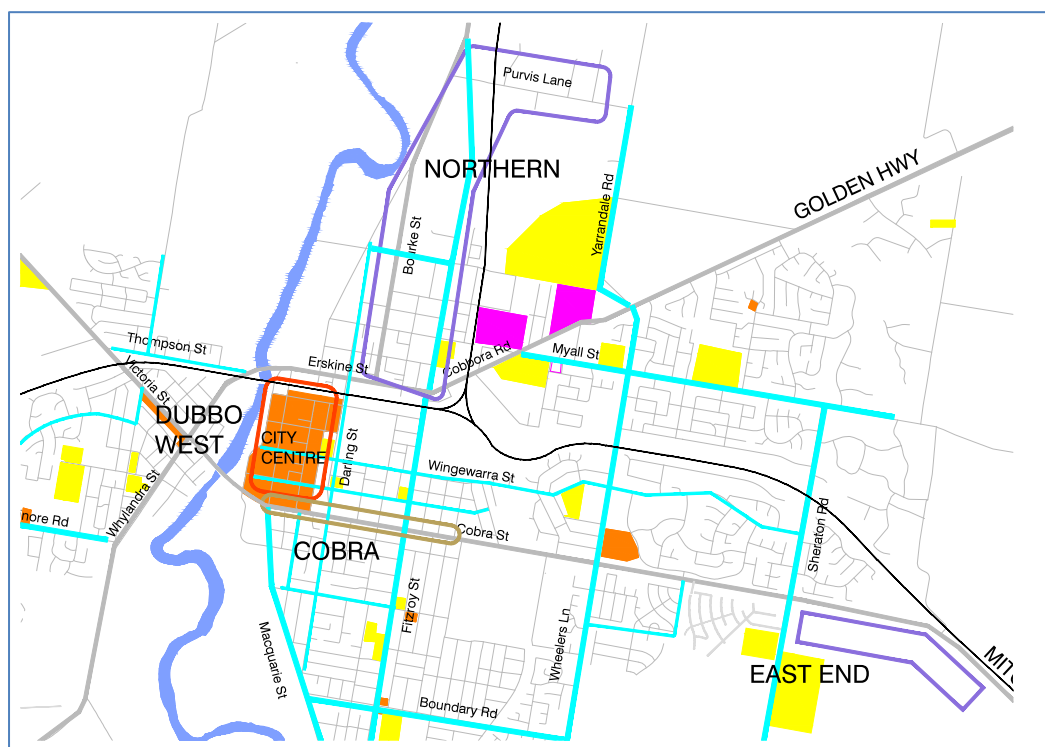 Purvis Lane
NORTHERN
GOLDEN HWY
Yarrandale Rd
Bourke St
Thompson St
Erskine St
Cobbora Rd
Myall St
Victoria St
DUBBO
WEST
CITY
CENTRE
Darling St
Wingewarra St
Whylandra St
nore Rd
Cobra St
COBRA
Sheraton Rd
Fitzroy St
Wheelers Ln
Macquarie St
EAST END
Boundary Rd